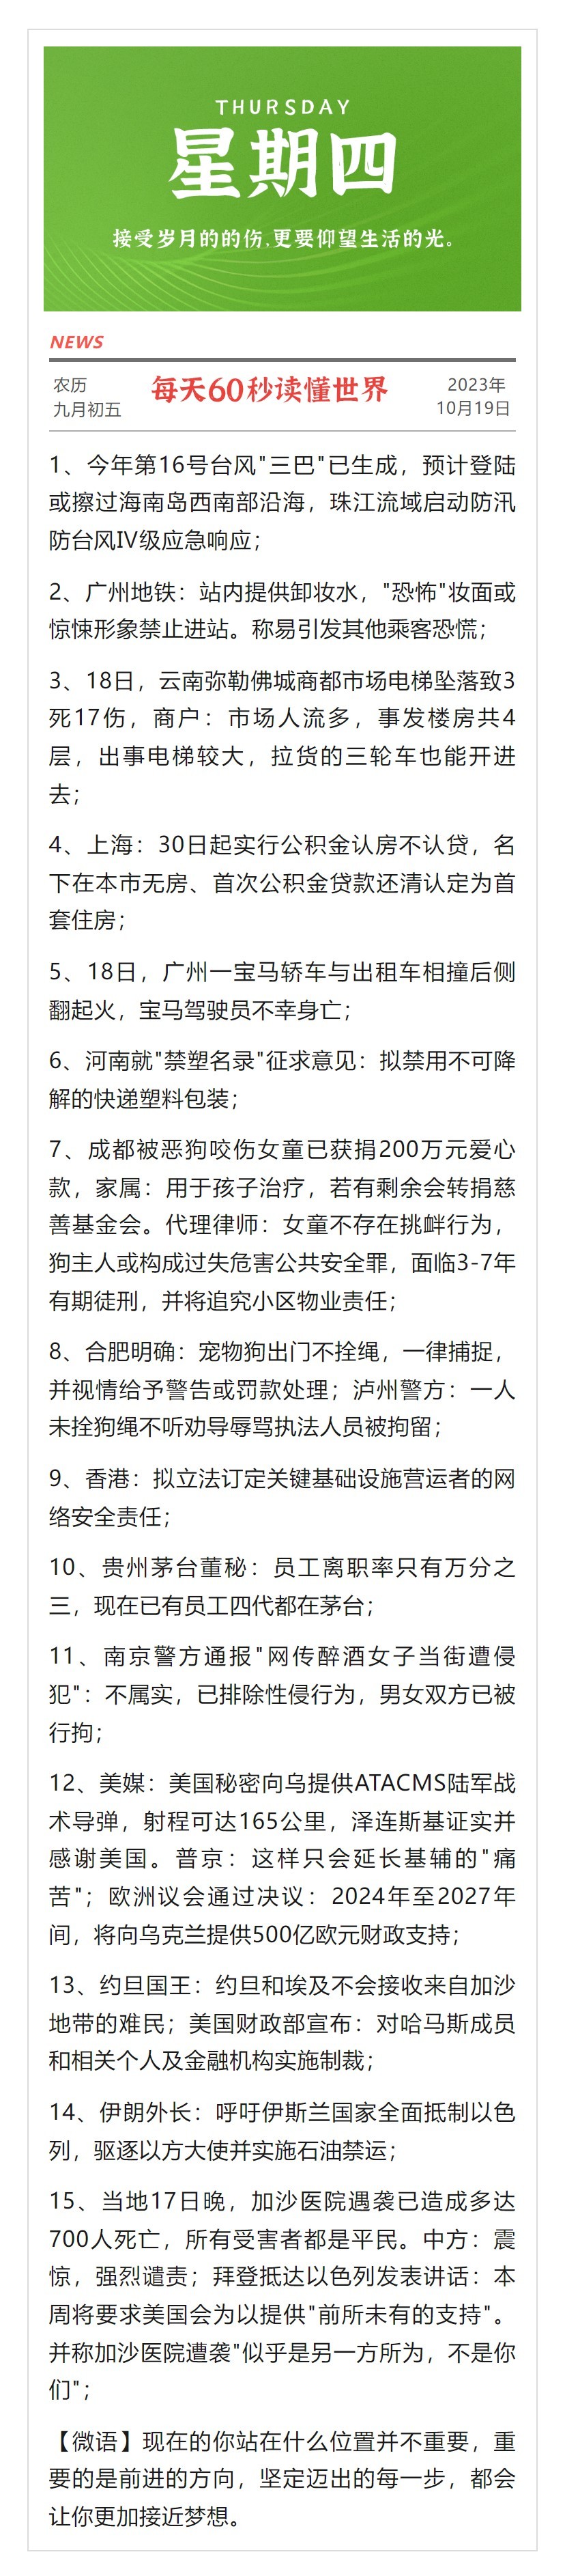 THURSDAY
星期四
接受岁月的的伤,更要仰望生活的光。
NEWS
农历
九月初五
每天60秒读懂世界
2023年
10月19日
1、今年第16号台风"三巴"已生成，预计登陆
或擦过海南岛西南部沿海，珠江流域启动防汛
防台风IV级应急响应；
2、广州地铁：站内提供卸妆水，"恐怖"妆面或
惊悚形象禁止进站。称易引发其他乘客恐慌；
3、18日，云南弥勒佛城商都市场电梯坠落致3
死17伤，商户：市场人流多，事发楼房共4
层，出事电梯较大，拉货的三轮车也能开进
去；
4、上海：30日起实行公积金认房不认贷，名
下在本市无房、首次公积金贷款还清认定为首
套住房；
5、18日，广州一宝马轿车与出租车相撞后侧
翻起火，宝马驾驶员不幸身亡；
6、河南就"禁塑名录"征求意见：拟禁用不可降
解的快递塑料包装；
7、成都被恶狗咬伤女童已获捐200万元爱心
款，家属：用于孩子治疗，若有剩余会转捐慈
善基金会。代理律师：女童不存在挑衅行为，
狗主人或构成过失危害公共安全罪，面临3-7年
有期徒刑，并将追究小区物业责任；
8、合肥明确：宠物狗出门不拴绳，一律捕捉，
并视情给予警告或罚款处理；泸州警方：一人
未拴狗绳不听劝导辱骂执法人员被拘留；
9、香港：拟立法订定关键基础设施营运者的网
络安全责任；
10、贵州茅台董秘：员工离职率只有万分之
三，现在已有员工四代都在茅台；
11、南京警方通报"网传醉酒女子当街遭侵
犯"：不属实，已排除性侵行为，男女双方已被
行拘；
12、美媒：美国秘密向乌提供ATACMS陆军战
术导弹，射程可达165公里，泽连斯基证实并
感谢美国。普京：这样只会延长基辅的"痛
苦"；欧洲议会通过决议：2024年至2027年
间，将向乌克兰提供500亿欧元财政支持；
13、约旦国王：约旦和埃及不会接收来自加沙
地带的难民；美国财政部宣布：对哈马斯成员
和相关个人及金融机构实施制裁；
14、伊朗外长：呼吁伊斯兰国家全面抵制以色
列，驱逐以方大使并实施石油禁运；
15、当地17日晚，加沙医院遇袭已造成多达
700人死亡，所有受害者都是平民。中方：震
惊，强烈谴责；拜登抵达以色列发表讲话：本
周将要求美国会为以提供"前所未有的支持"。
并称加沙医院遭袭"似乎是另一方所为，不是你
们"；
【微语】现在的你站在什么位置并不重要，重
要的是前进的方向，坚定迈出的每一步，都会
让你更加接近梦想。